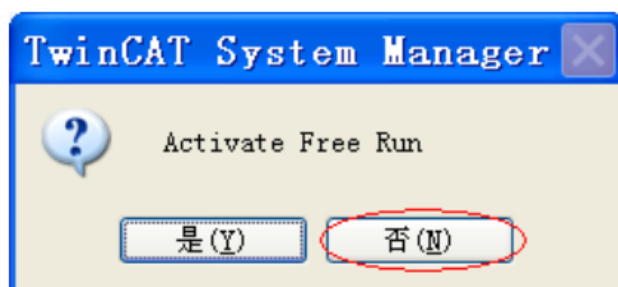 TwinCAT System Manager
?
Activate Free Run
是(Y) 否(N)